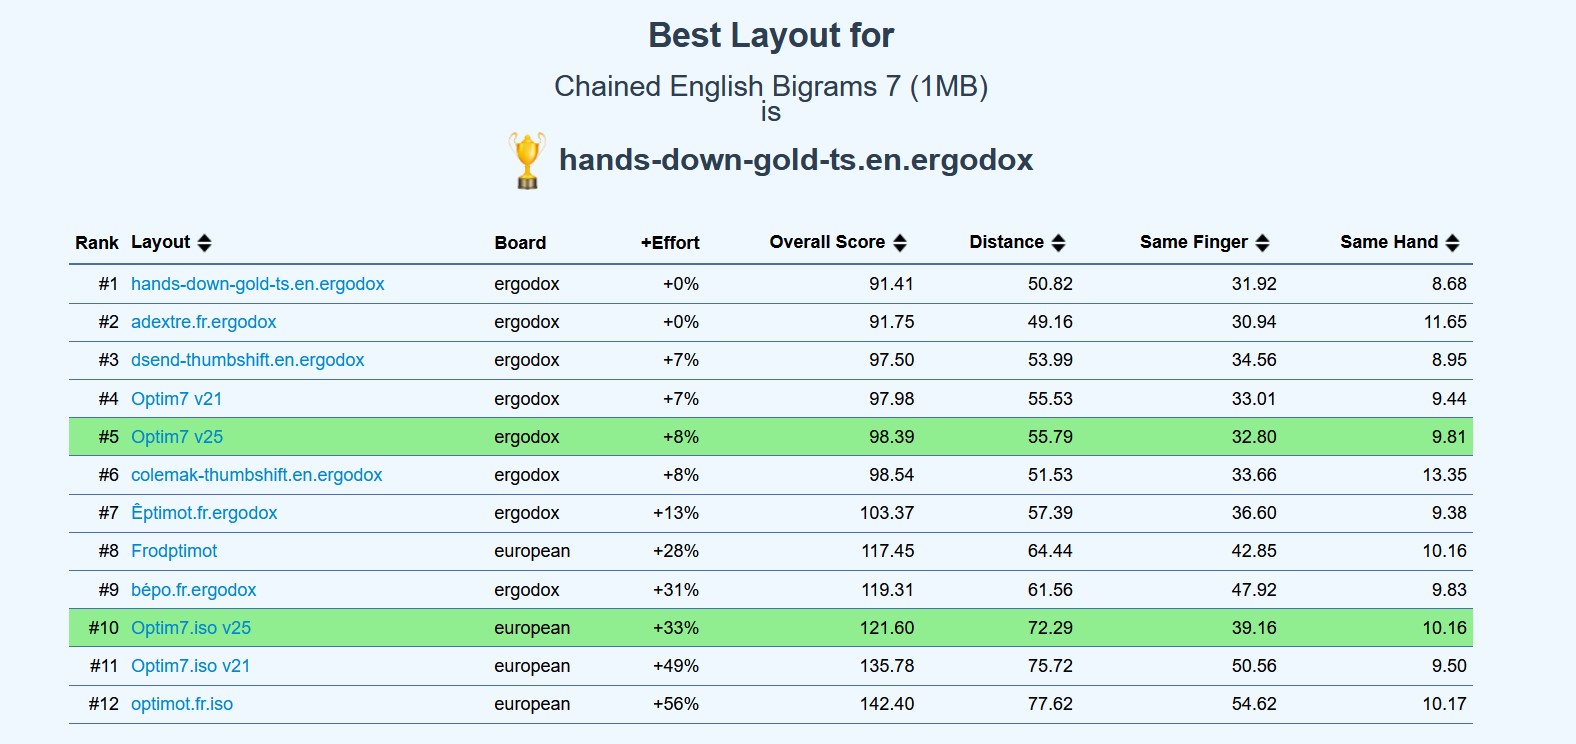 Best Layout for
Chained English Bigrams 7 (1MB)
is
hands-down-gold-ts.en.ergodox
Rank Layout Board +Effort Overall Score Distance Same Finger Same Hand
#1 hands-down-gold-ts.en.ergodox ergodox +0% 91.41 50.82 31.92 8.68
#2 adextre.fr.ergodox ergodox +0% 91.75 49.16 30.94 11.65
#3 dsend-thumbshift.en.ergodox ergodox +7% 97.50 53.99 34.56 8.95
#4 Optim7 v21 ergodox +7% 97.98 55.53 33.01 9.44
#5 Optim7 v25 ergodox +8% 98.39 55.79 32.80 9.81
#6 colemak-thumbshift.en.ergodox ergodox +8% 98.54 51.53 33.66 13.35
#7 Êptimot.fr.ergodox ergodox +13% 103.37 57.39 36.60 9.38
#8 Frodptimot european +28% 117.45 64.44 42.85 10.16
#9 bépo.fr.ergodox ergodox +31% 119.31 61.56 47.92 9.83
#10 Optim7.iso v25 european +33% 121.60 72.29 39.16 10.16
#11 Optim7.iso v21 european +49% 135.78 75.72 50.56 9.50
#12 optimot.fr.iso european +56% 142.40 77.62 54.62 10.17